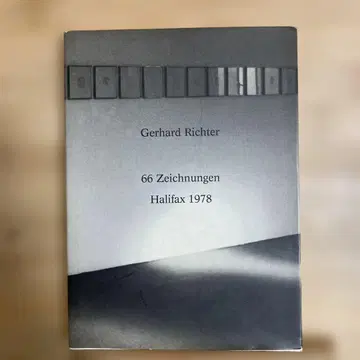 Gerhard Richter
66 Zeichnungen
Halifax 1978